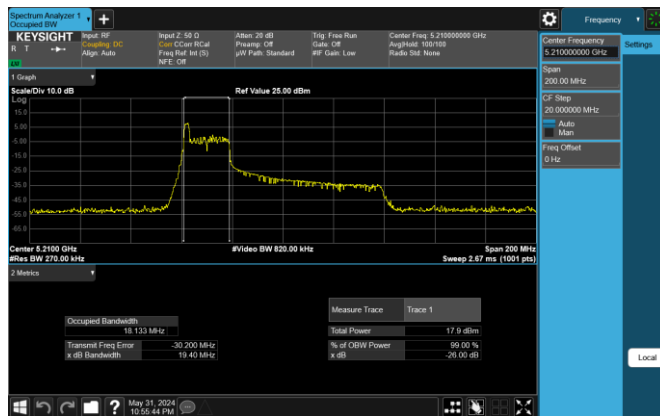 Spectrum Analyzer 1
Occupied BW
Frequency
KEYSIGHT
R T
Input: RF
Coupling: DC
Align: Auto
Input Z: 50 Ω
Corr CCorr RCal
Freq Ref: Int (S)
NFE: Off
Atten: 20 dB
Preamp: Off
µW Path: Standard
Trig: Free Run
Gate: Off
#IF Gain: Low
Center Freq: 5.210000000 GHz
Avg|Hold: 100/100
Radio Std: None
Center Frequency
5.210000000 GHz
Settings
Span
200.00 MHz
CF Step
20.000000 MHz
Auto
Man
Freq Offset
0 Hz
1 Graph
Scale/Div 10.0 dB
Ref Value 25.00 dBm
Log
15.0
5.00
-5.00
-15.0
-25.0
-35.0
-45.0
-55.0
-65.0
Center 5.2100 GHz
#Video BW 820.00 kHz
Span 200 MHz
#Res BW 270.00 kHz
Sweep 2.67 ms (1001 pts)
2 Metrics
Measure Trace
Trace 1
Occupied Bandwidth
18.133 MHz
Total Power
17.9 dBm
Transmit Freq Error
-30.200 MHz
% of OBW Power
99.00 %
x dB Bandwidth
19.40 MHz
x dB
-26.00 dB
Local
May 31, 2024
10:55:44 PM